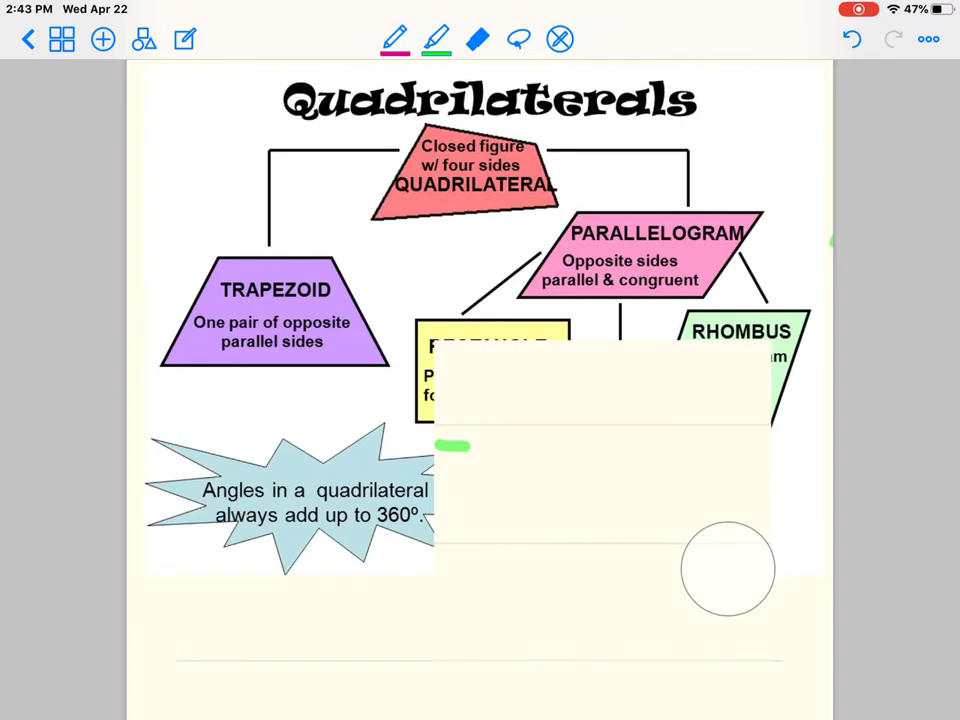 2:43 PM Wed Apr 22
47%
Quadrilaterals
Closed figure
w/ four sides
QUADRILATERAL
PARALLELOGRAM
Opposite sides
parallel & congruent
TRAPEZOID
One pair of opposite
parallel sides
RHOMBUS
Angles in a quadrilateral
always add up to 360º.